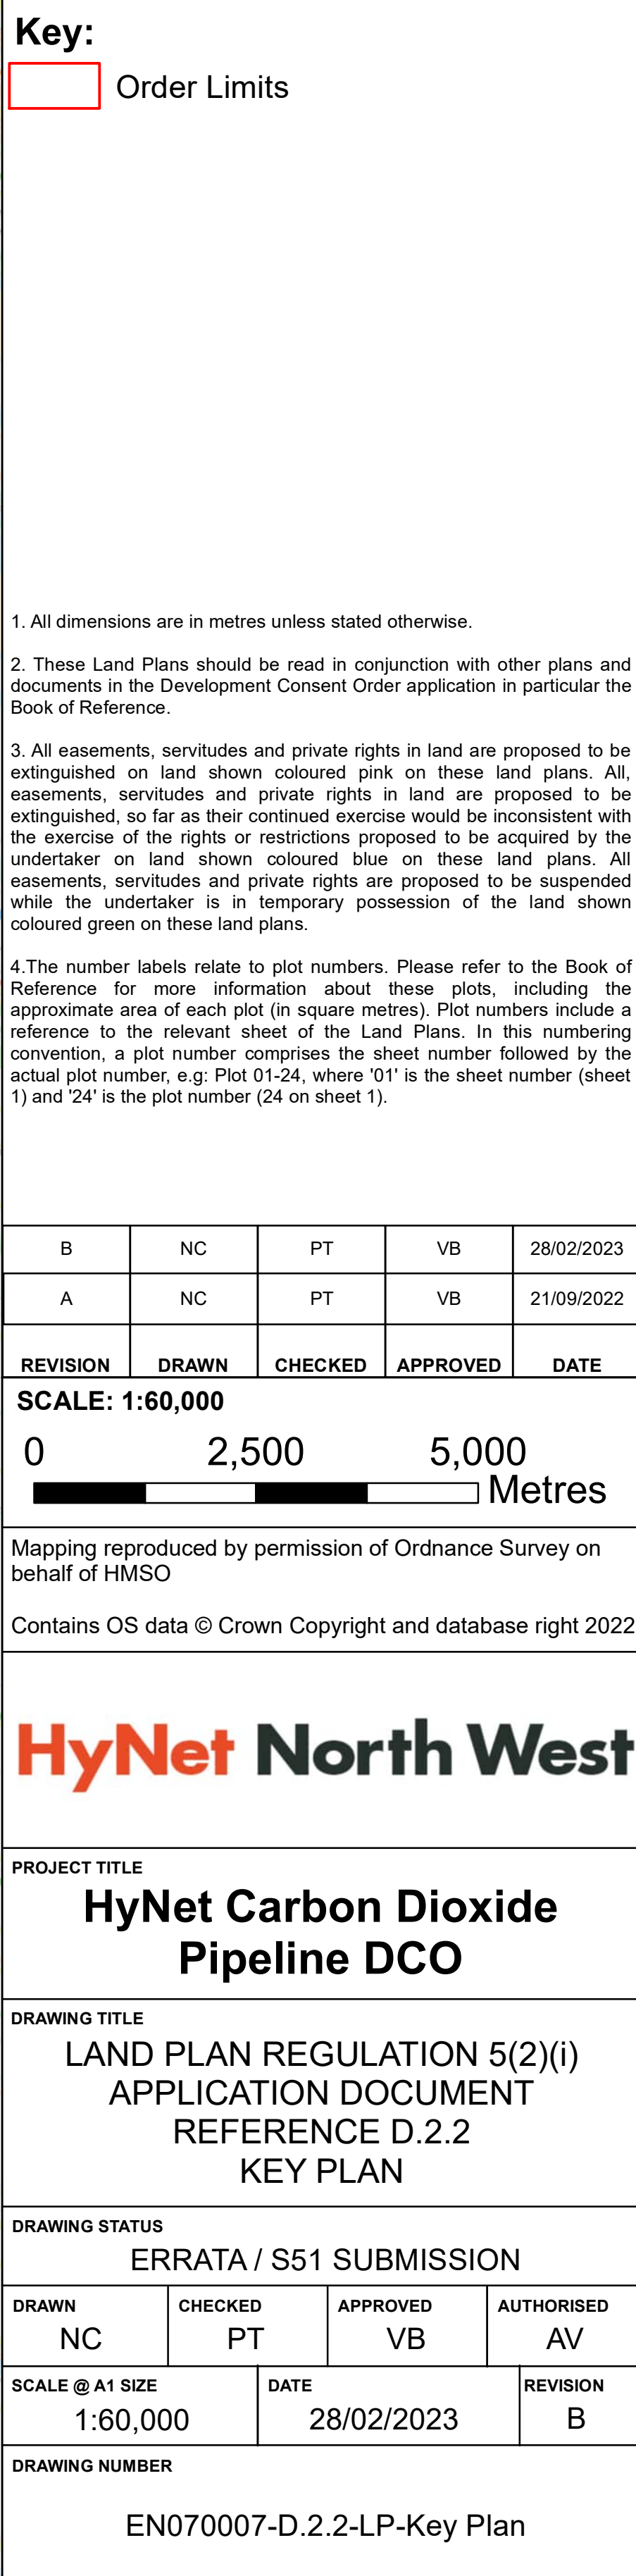 Key:
Order Limits
1. All dimensions are in metres unless stated otherwise.
2. These Land Plans should be read in conjunction with other plans and
documents in the Development Consent Order application in particular the
Book of Reference.
3. All easements, servitudes and private rights in land are proposed to be
extinguished on land shown coloured pink on these land plans. All,
easements, servitudes and private rights in land are proposed to be
extinguished, so far as their continued exercise would be inconsistent with
the exercise of the rights or restrictions proposed to be acquired by the
undertaker on land shown coloured blue on these land plans. All
easements, servitudes and private rights are proposed to be suspended
while the undertaker is in temporary possession of the land shown
coloured green on these land plans.
4.The number labels relate to plot numbers. Please refer to the Book of
Reference for more information about these plots, including the
approximate area of each plot (in square metres). Plot numbers include a
reference to the relevant sheet of the Land Plans. In this numbering
convention, a plot number comprises the sheet number followed by the
actual plot number, e.g: Plot 01-24, where '01' is the sheet number (sheet
1) and '24' is the plot number (24 on sheet 1).
B NC PT VB 28/02/2023
A NC PT VB 21/09/2022
REVISION DRAWN CHECKED APPROVED DATE
SCALE: 1:60,000
0 2,500 5,000
Metres
Mapping reproduced by permission of Ordnance Survey on
behalf of HMSO
Contains OS data © Crown Copyright and database right 2022
HyNet North West
PROJECT TITLE
HyNet Carbon Dioxide
Pipeline DCO
DRAWING TITLE
LAND PLAN REGULATION 5(2)(i)
APPLICATION DOCUMENT
REFERENCE D.2.2
KEY PLAN
DRAWING STATUS
ERRATA / S51 SUBMISSION
DRAWN CHECKED APPROVED AUTHORISED
NC PT VB AV
SCALE @ A1 SIZE DATE REVISION
1:60,000 28/02/2023 B
DRAWING NUMBER
EN070007-D.2.2-LP-Key Plan